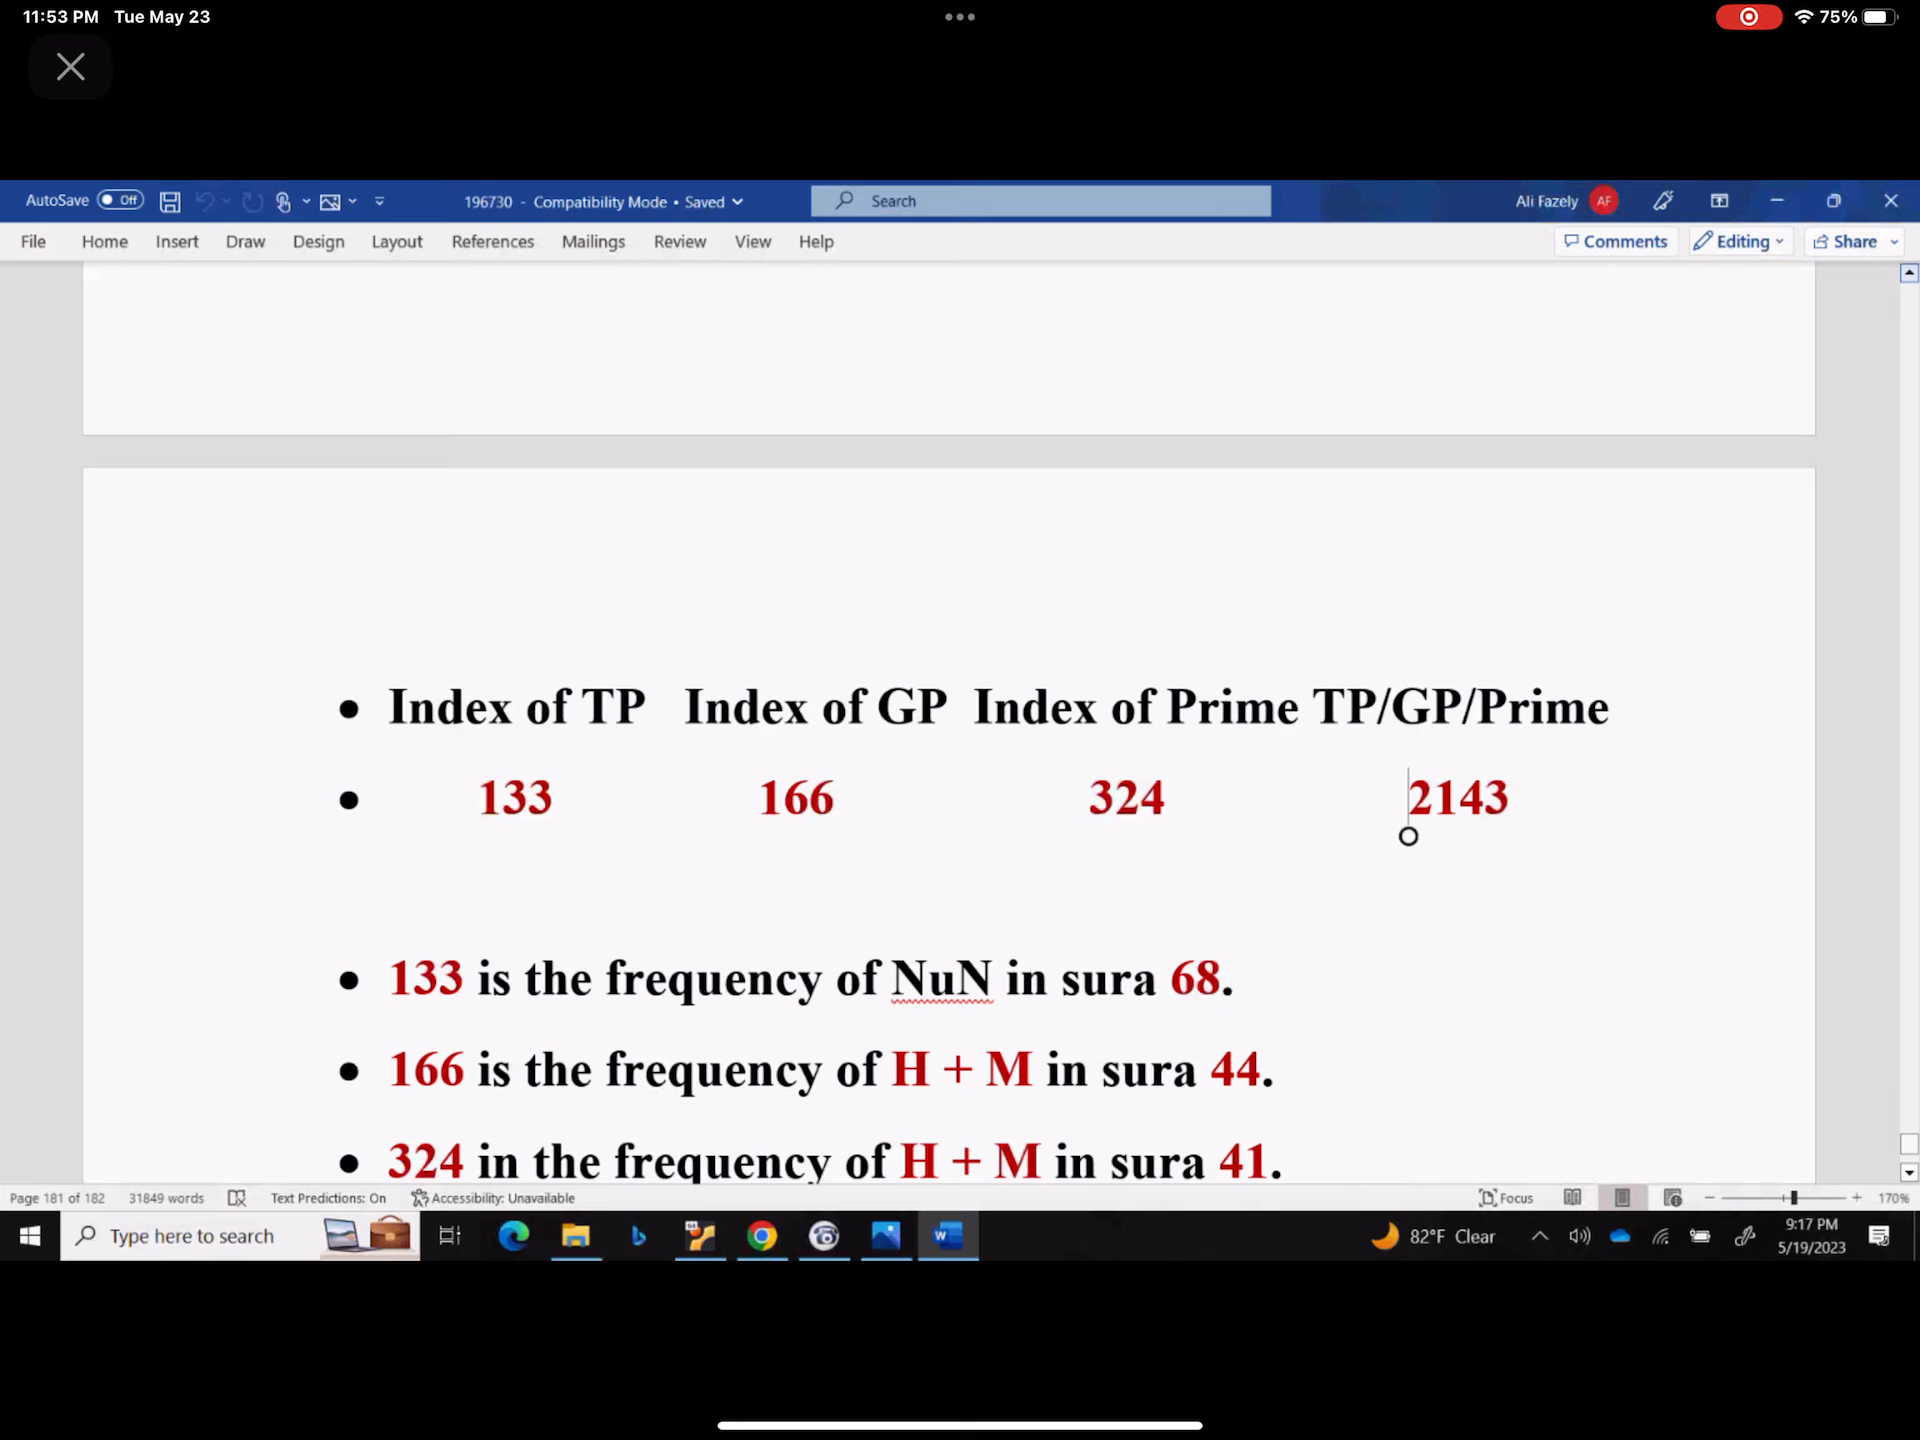 11:53 PM Tue May 23
75%
AutoSave Off 196730 - Compatibility Mode • Saved Search Ali Fazely AF
File Home Insert Draw Design Layout References Mailings Review View Help Comments Editing Share
• Index of TP Index of GP Index of Prime TP/GP/Prime
• 133 166 324 2143
• 133 is the frequency of NuN in sura 68.
• 166 is the frequency of H + M in sura 44.
• 324 in the frequency of H + M in sura 41.
Page 181 of 182 31849 words Text Predictions: On Accessibility: Unavailable Focus 170%
Type here to search 82°F Clear 9:17 PM
5/19/2023